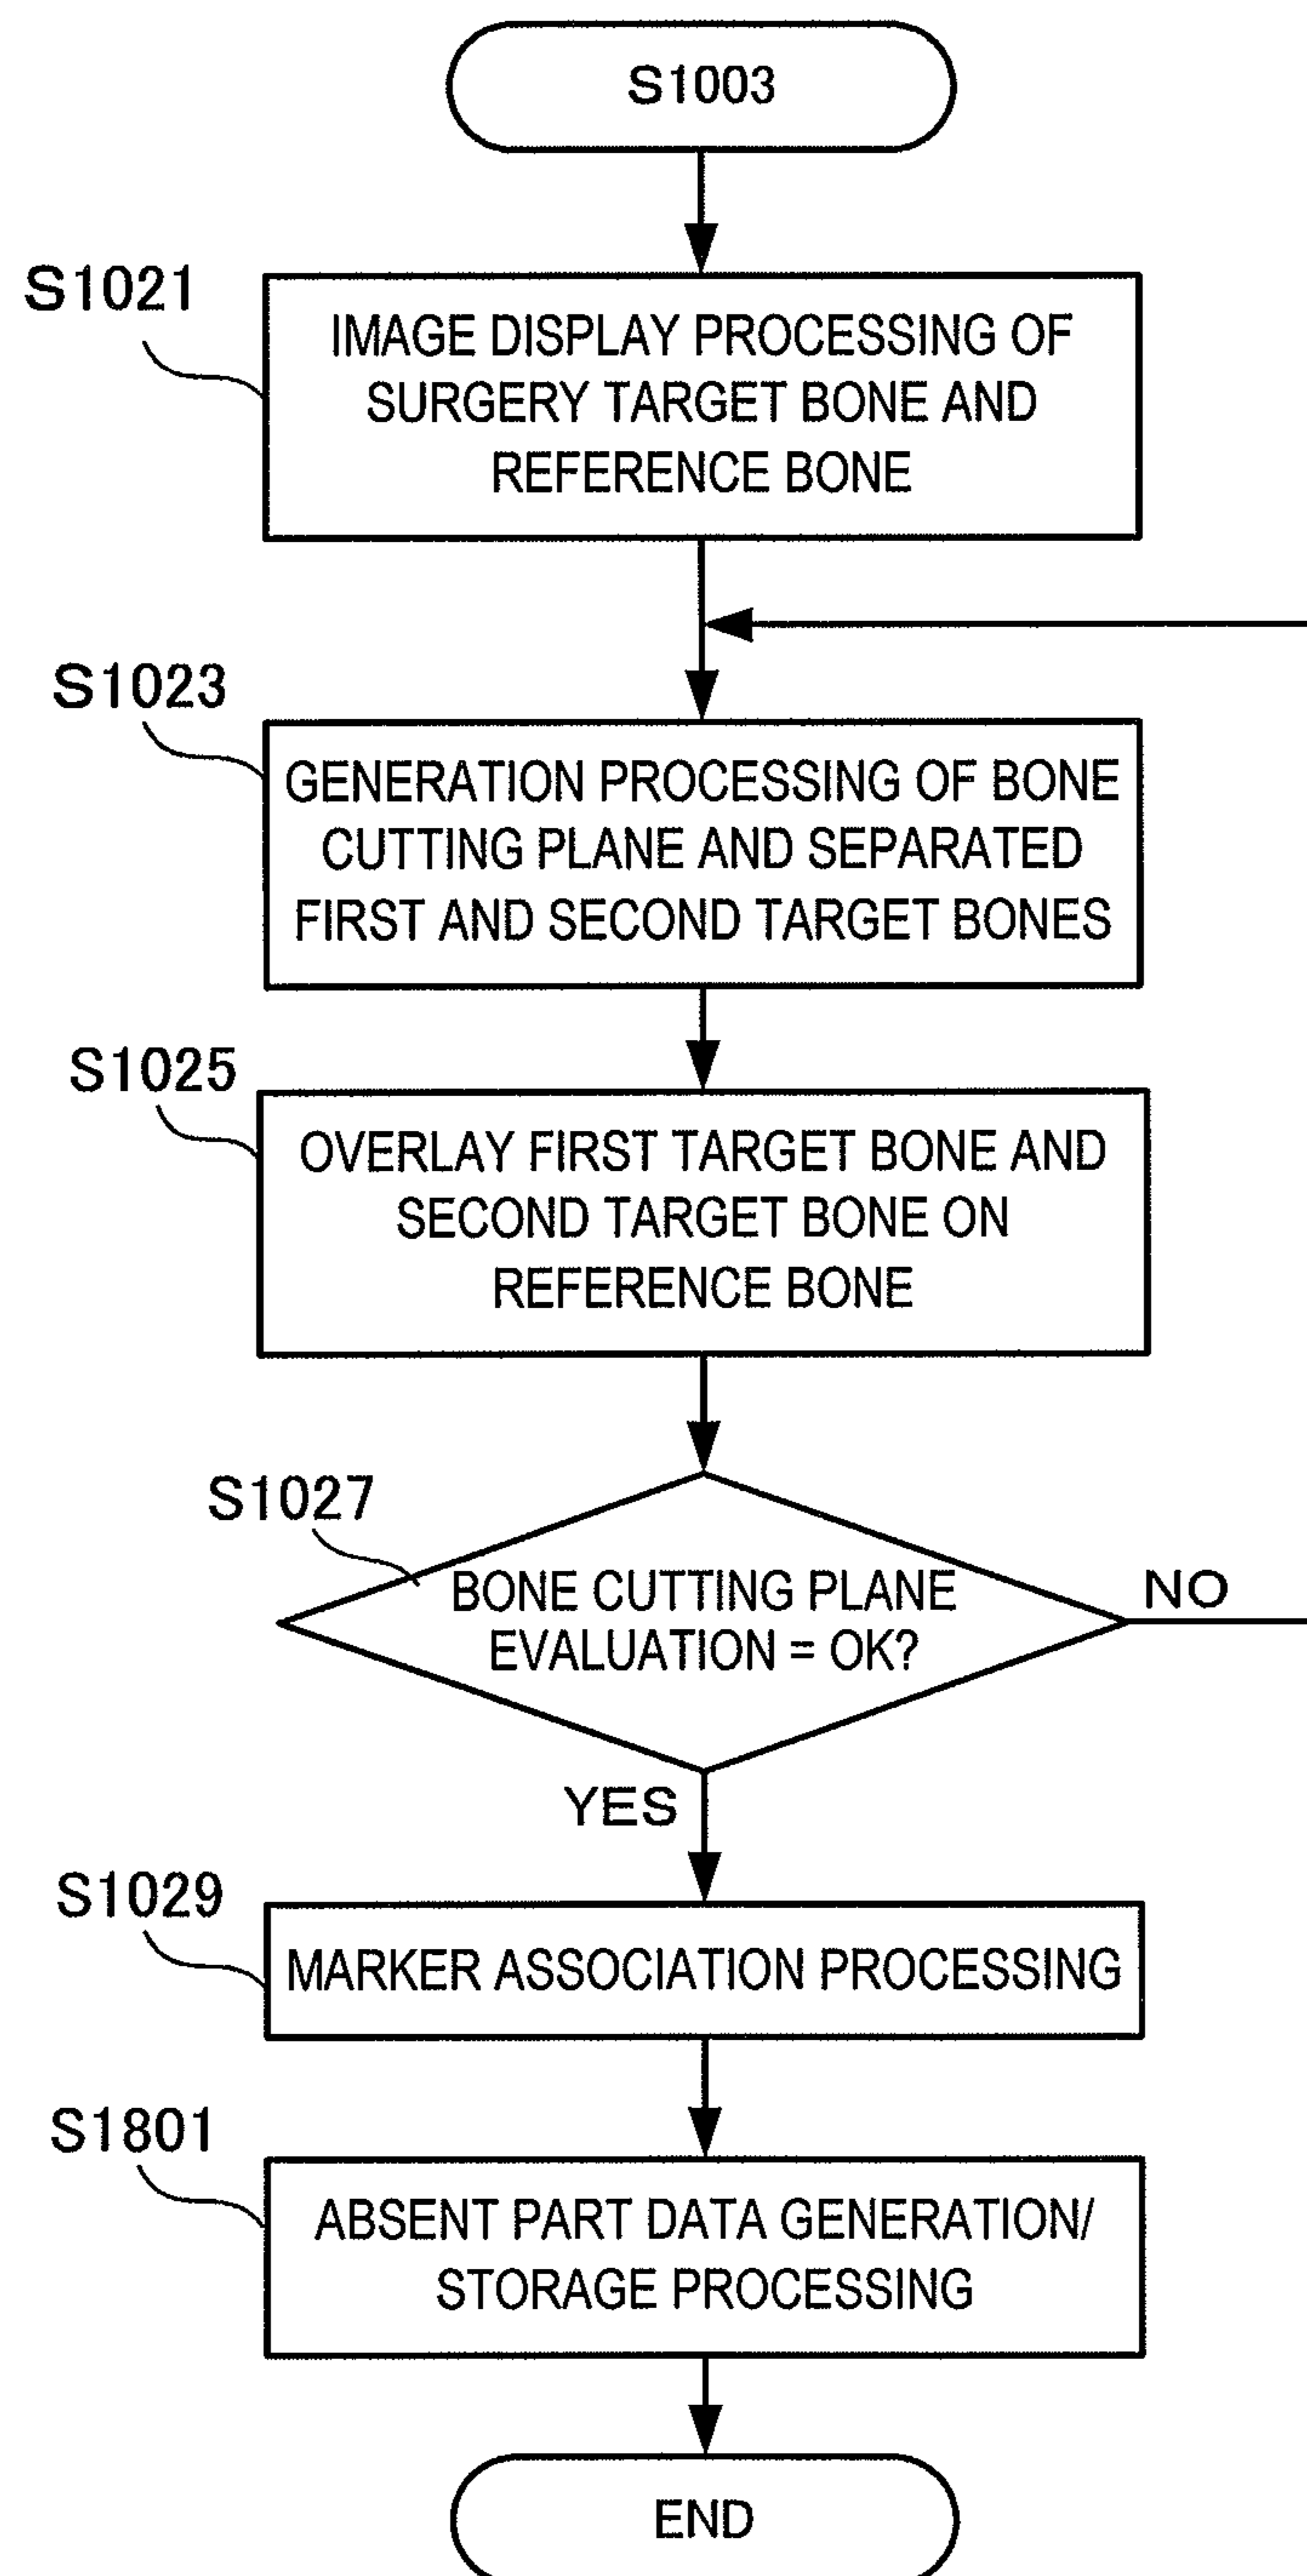 S1003
S1021
IMAGE DISPLAY PROCESSING OF
SURGERY TARGET BONE AND
REFERENCE BONE
S1023
GENERATION PROCESSING OF BONE
CUTTING PLANE AND SEPARATED
FIRST AND SECOND TARGET BONES
S1025
OVERLAY FIRST TARGET BONE AND
SECOND TARGET BONE ON
REFERENCE BONE
S1027
BONE CUTTING PLANE
EVALUATION = OK?
NO
YES
S1029
MARKER ASSOCIATION PROCESSING
S1801
ABSENT PART DATA GENERATION/
STORAGE PROCESSING
END